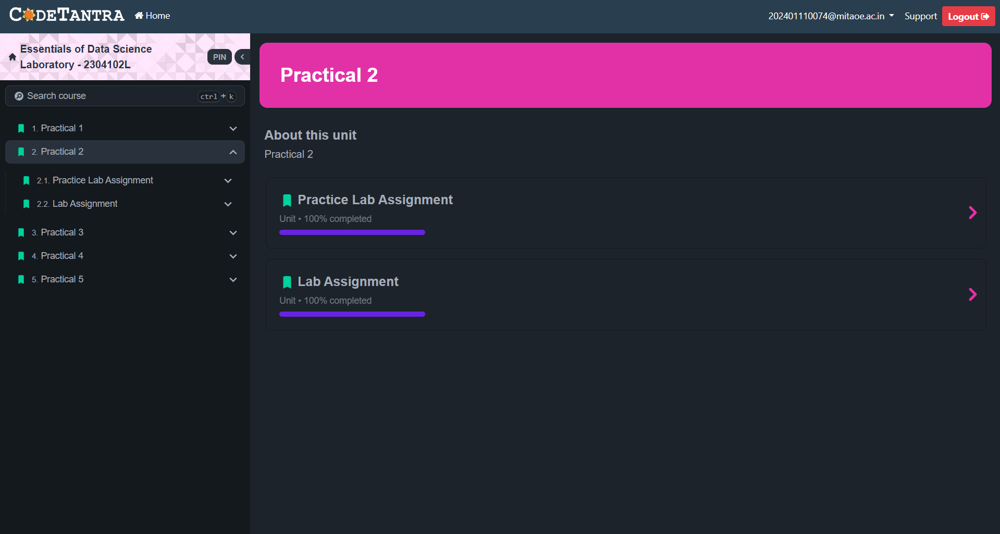 CODETANTRA Home 202401110074@mitaoe.ac.in Support Logout
Essentials of Data Science
Laboratory - 2304102L
PIN
Search course ctrl+k
1. Practical 1
2. Practical 2
2.1. Practice Lab Assignment
2.2. Lab Assignment
3. Practical 3
4. Practical 4
5. Practical 5
Practical 2
About this unit
Practical 2
Practice Lab Assignment
Unit • 100% completed
Lab Assignment
Unit • 100% completed